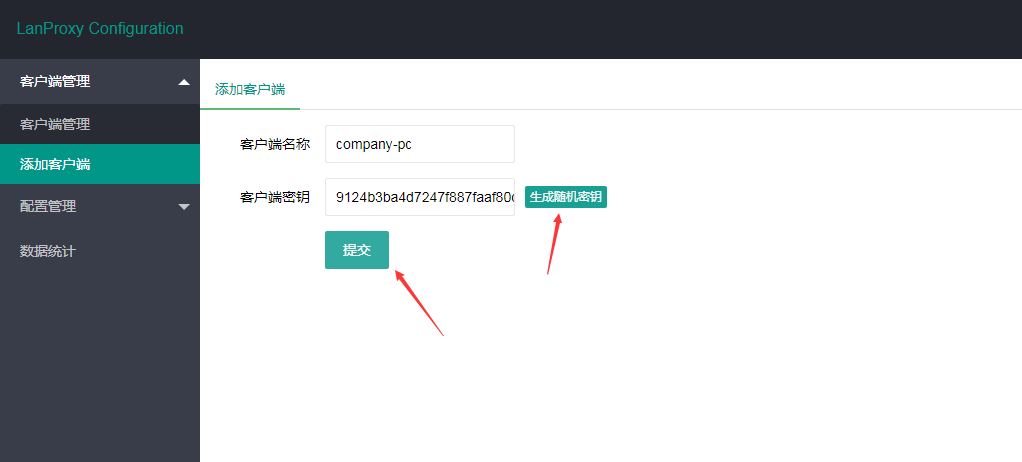 LanProxy Configuration
客户端管理
客户端管理
添加客户端
配置管理
数据统计
添加客户端
客户端名称 company-pc
客户端密钥 9124b3ba4d7247f887faaf80 生成随机密钥
提交